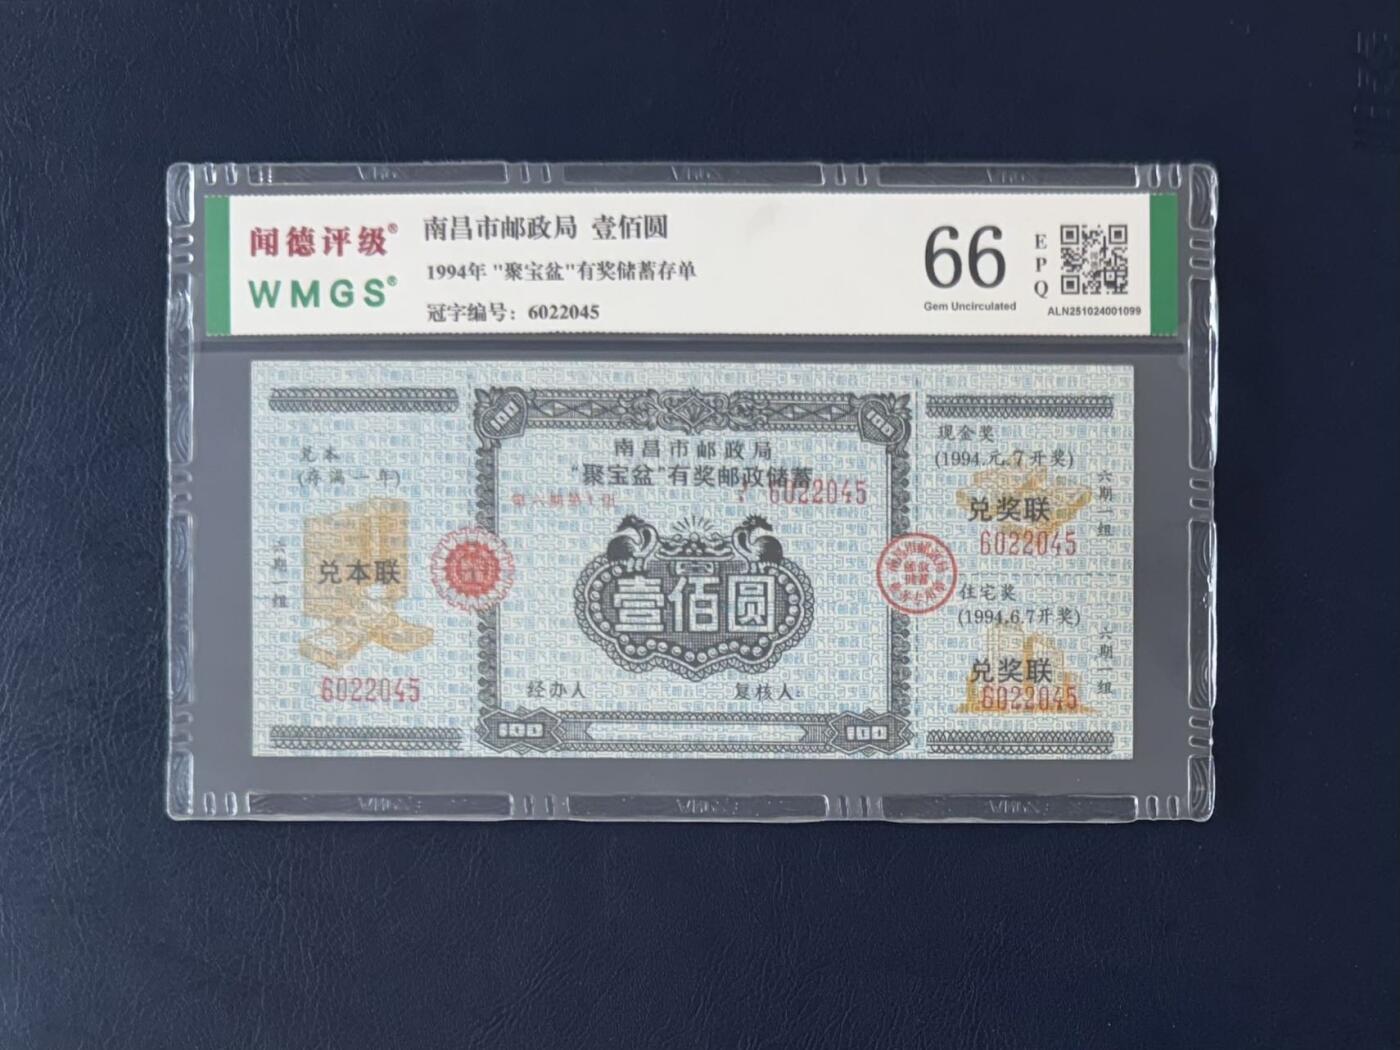 闻德评级®
WMGS®
南昌市邮政局 壹佰圆
1994年 "聚宝盆"有奖储蓄存单
冠字编号：6022045
66
Gem Uncirculated
EPQ
ALN251024001099
兑本
(存满一年)
六期一组
兑本联
6022045
100
100
南昌市邮政局
“聚宝盆”有奖邮政储蓄
6022045
壹佰圆
经办人
复核人
100
100
现金奖
(1994.元.7开奖)
六期一组
兑奖联
6022045
住宅奖
(1994.6.7开奖)
六期一组
兑奖联
6022045